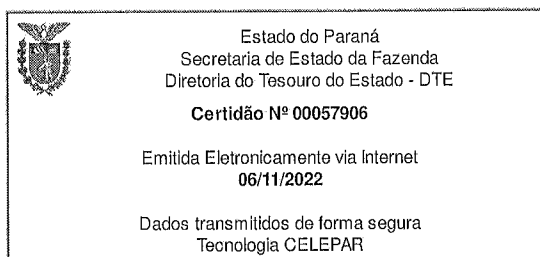 Estado do Paraná
Secretaria de Estado da Fazenda
Diretoria do Tesouro do Estado - DTE
Certidão Nº 00057906
Emitida Eletronicamente via Internet
06/11/2022
Dados transmitidos de forma segura
Tecnologia CELEPAR